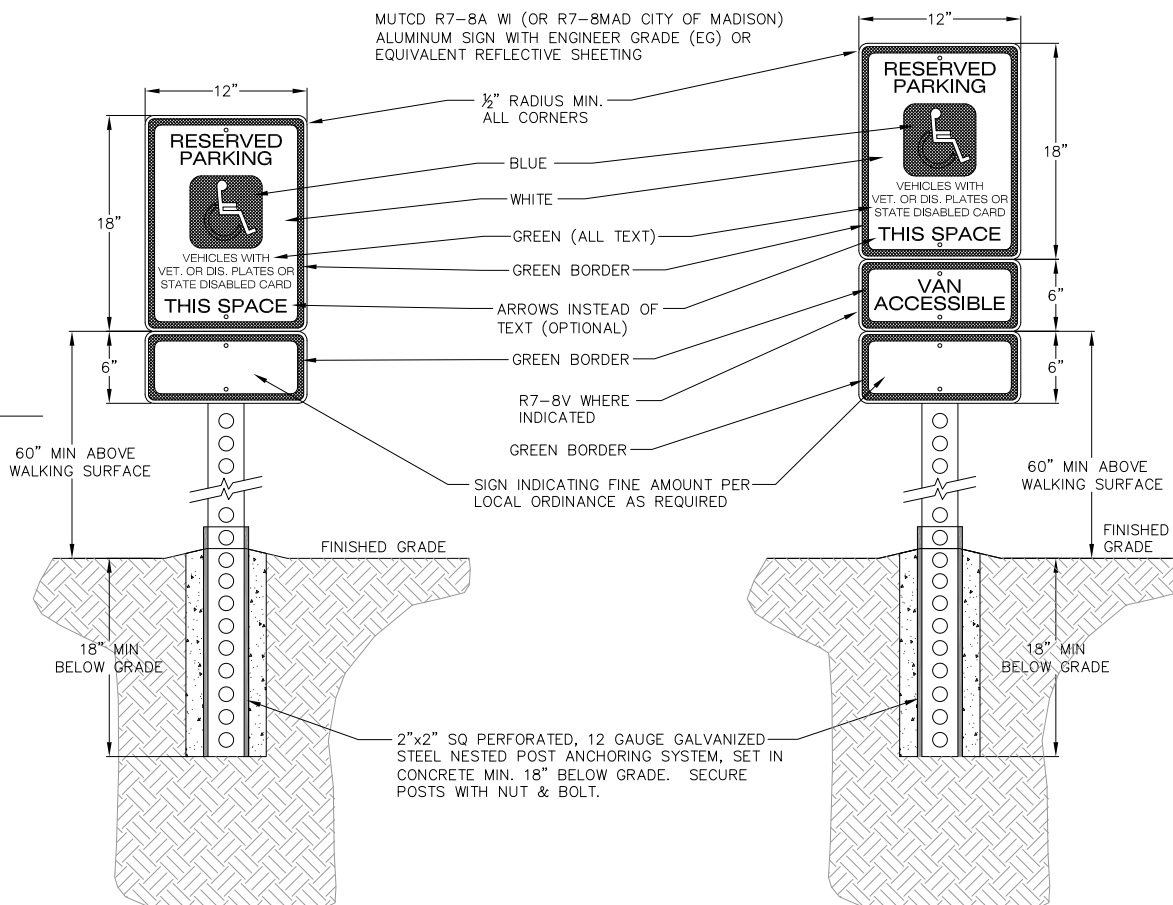 MUTCD R7-8A WI (OR R7-8MAD CITY OF MADISON)
ALUMINUM SIGN WITH ENGINEER GRADE (EG) OR
EQUIVALENT REFLECTIVE SHEETING
12"
12"
½" RADIUS MIN.
ALL CORNERS
BLUE
WHITE
GREEN (ALL TEXT)
GREEN BORDER
ARROWS INSTEAD OF
TEXT (OPTIONAL)
GREEN BORDER
R7-8V WHERE
INDICATED
GREEN BORDER
SIGN INDICATING FINE AMOUNT PER
LOCAL ORDINANCE AS REQUIRED
RESERVED
PARKING
VEHICLES WITH
VET. OR DIS. PLATES OR
STATE DISABLED CARD
THIS SPACE
18"
6"
60" MIN ABOVE
WALKING SURFACE
FINISHED GRADE
18" MIN
BELOW GRADE
RESERVED
PARKING
VEHICLES WITH
VET. OR DIS. PLATES OR
STATE DISABLED CARD
THIS SPACE
VAN
ACCESSIBLE
18"
6"
6"
60" MIN ABOVE
WALKING SURFACE
FINISHED
GRADE
18" MIN
BELOW GRADE
2"x2" SQ PERFORATED, 12 GAUGE GALVANIZED
STEEL NESTED POST ANCHORING SYSTEM, SET IN
CONCRETE MIN. 18" BELOW GRADE. SECURE
POSTS WITH NUT & BOLT.